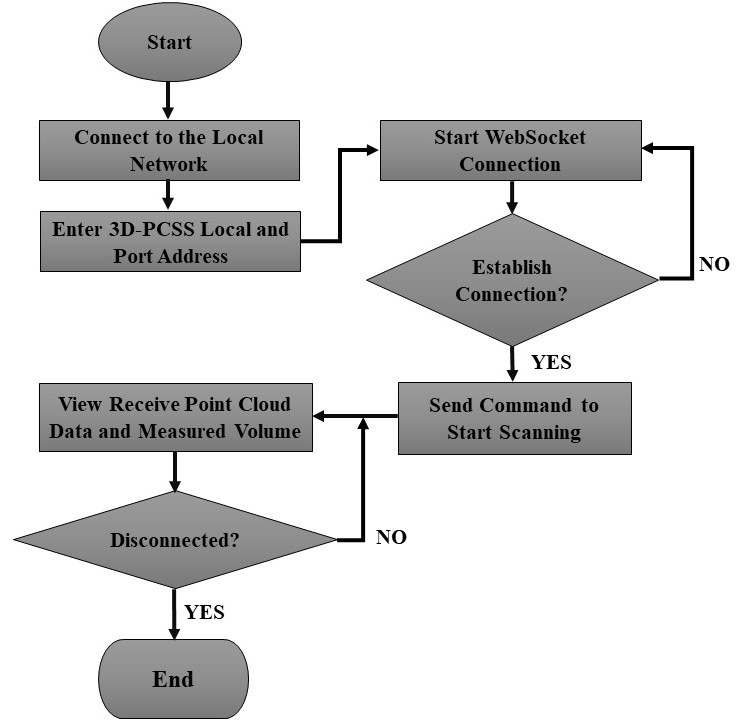 Start
Connect to the Local
Network
Enter 3D-PCSS Local and
Port Address
Start WebSocket
Connection
Establish
Connection?
NO
YES
Send Command to
Start Scanning
View Receive Point Cloud
Data and Measured Volume
Disconnected?
NO
YES
End